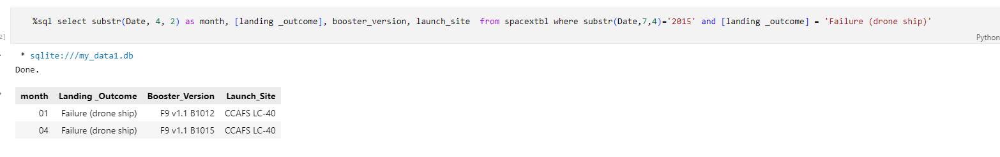 %sql select substr(Date, 4, 2) as month, [landing _outcome], booster_version, launch_site  from spacextbl where substr(Date,7,4)='2015' and [landing _outcome] = 'Failure (drone ship)'
2]
Python
* sqlite:///my_data1.db
Done.
month Landing _Outcome Booster_Version Launch_Site
01 Failure (drone ship) F9 v1.1 B1012 CCAFS LC-40
04 Failure (drone ship) F9 v1.1 B1015 CCAFS LC-40